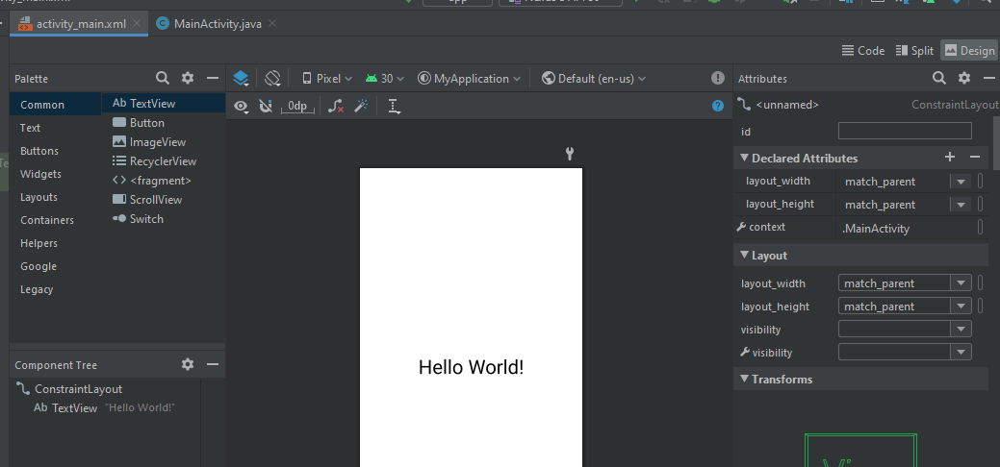 activity_main.xml
MainActivity.java
Code
Split
Design
Palette
Common
Text
Buttons
Widgets
Layouts
Containers
Helpers
Google
Legacy
Ab TextView
Button
ImageView
RecyclerView
<fragment>
ScrollView
Switch
Pixel
30
MyApplication
Default (en-us)
0dp
Hello World!
Component Tree
ConstraintLayout
Ab TextView "Hello World!"
Attributes
<unnamed> ConstraintLayout
id
Declared Attributes
layout_width match_parent
layout_height match_parent
context .MainActivity
Layout
layout_width match_parent
layout_height match_parent
visibility
visibility
Transforms